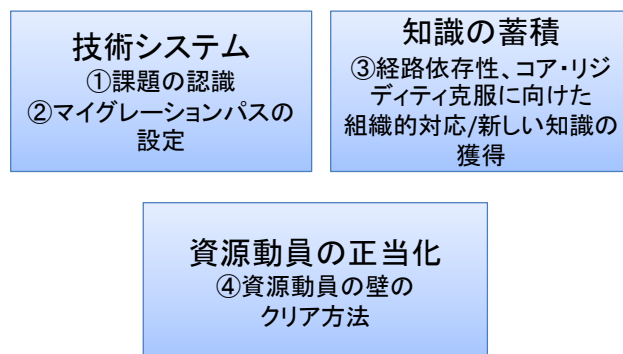 技術システム
①課題の認識
②マイグレーションパスの
設定
知識の蓄積
③経路依存性、コア・リジ
ディティ克服に向けた
組織的対応/新しい知識の
獲得
資源動員の正当化
④資源動員の壁の
クリア方法